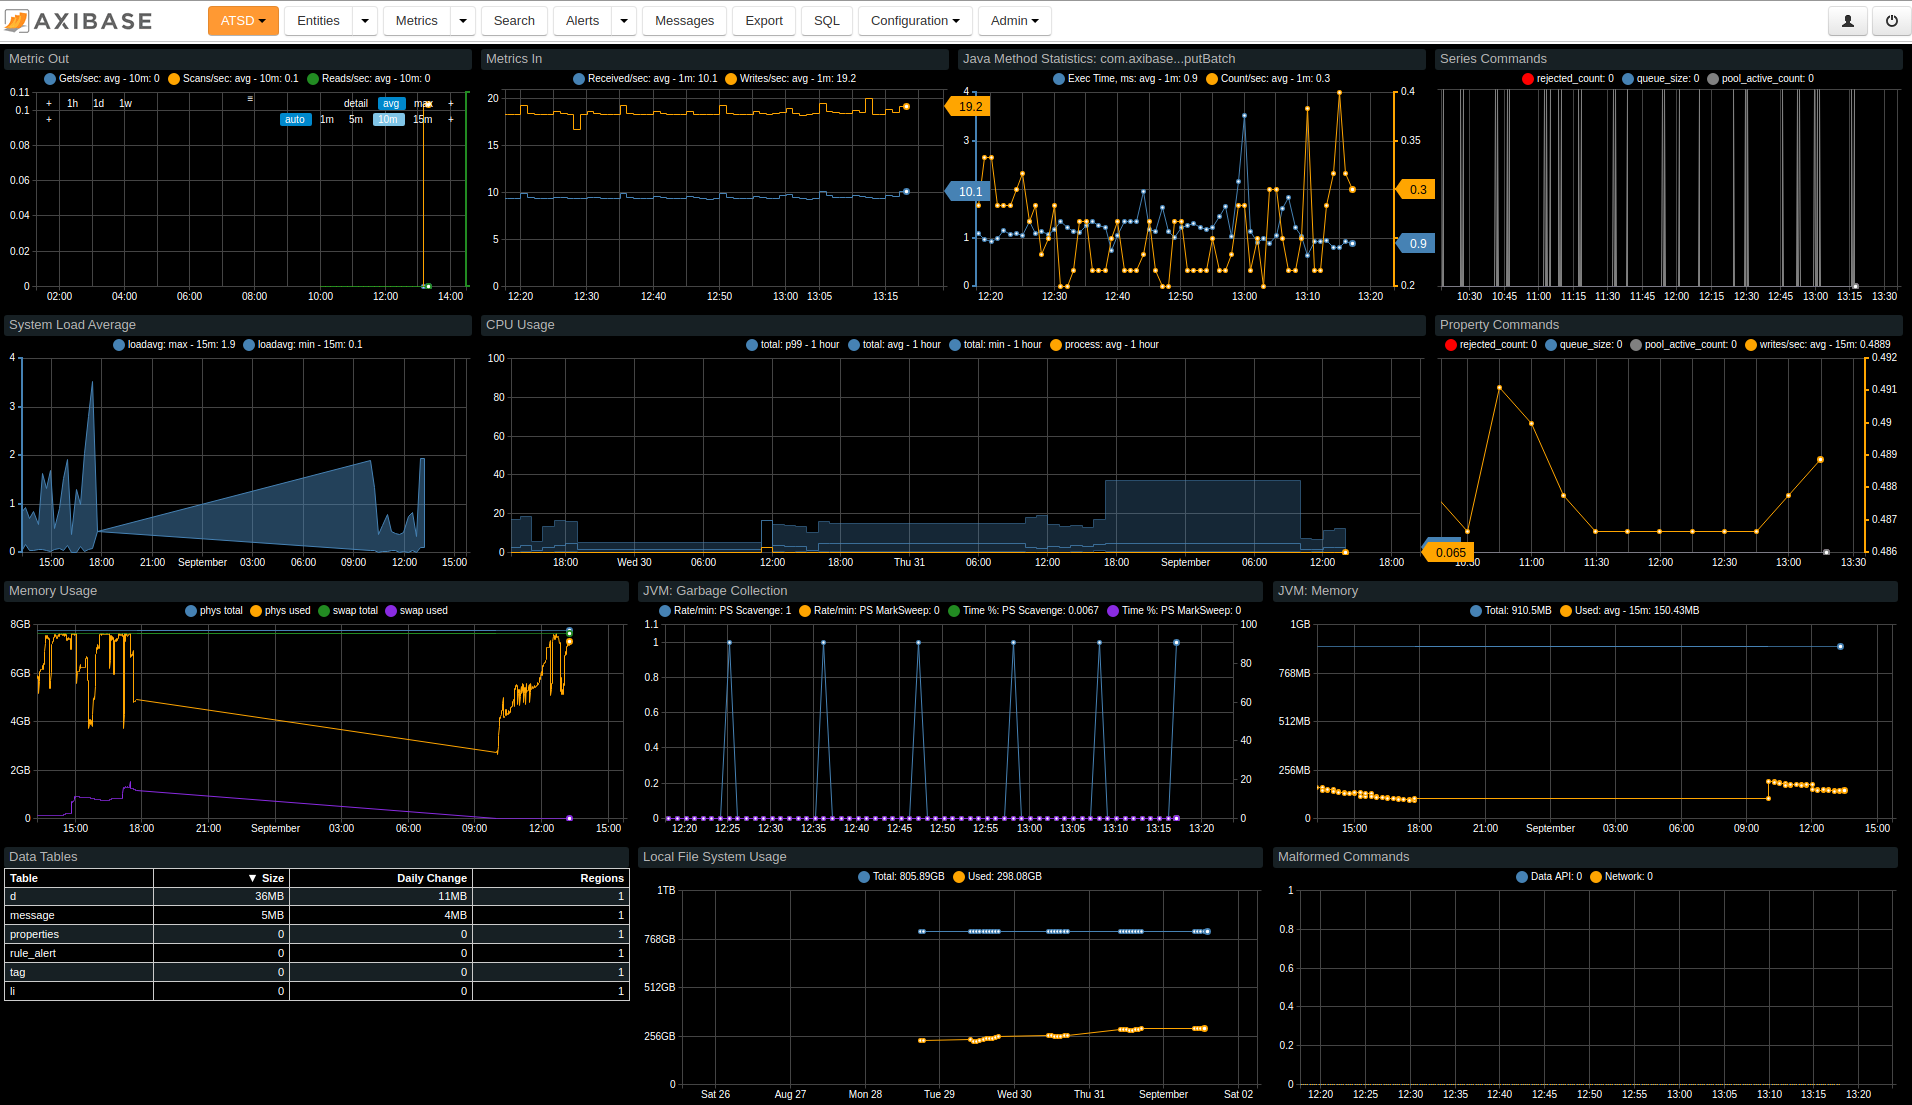 AXIBASE ATSD Entities Metrics Search Alerts Messages Export SQL Configuration Admin
Metric Out
Gets/sec: avg - 10m: 0 Scans/sec: avg - 10m: 0.1 Reads/sec: avg - 10m: 0
+ 1h 1d 1w ≡ detail avg max +
+ auto 1m 5m 10m 15m +
0.11
0.1
0.08
0.06
0.04
0.02
0
02:00 04:00 06:00 08:00 10:00 12:00 14:00
Metrics In
Received/sec: avg - 1m: 10.1 Writes/sec: avg - 1m: 19.2
20
15
10
5
0
19.2
10.1
12:20 12:30 12:40 12:50 13:00 13:05 13:15
Java Method Statistics: com.axibase...putBatch
Exec Time, ms: avg - 1m: 0.9 Count/sec: avg - 1m: 0.3
4
3
1
0
0.4
0.35
0.3
0.9
0.2
12:20 12:30 12:40 12:50 13:00 13:10 13:20
Series Commands
rejected_count: 0 queue_size: 0 pool_active_count: 0
10:30 10:45 11:00 11:15 11:30 11:45 12:00 12:15 12:30 12:45 13:00 13:15 13:30
System Load Average
loadavg: max - 15m: 1.9 loadavg: min - 15m: 0.1
4
3
2
1
0
15:00 18:00 21:00 September 03:00 06:00 09:00 12:00 15:00
CPU Usage
total: p99 - 1 hour total: avg - 1 hour total: min - 1 hour process: avg - 1 hour
100
80
60
40
20
0
0.065
18:00 Wed 30 06:00 12:00 18:00 Thu 31 06:00 12:00 18:00 September 06:00 12:00 18:00
Property Commands
rejected_count: 0 queue_size: 0 pool_active_count: 0 writes/sec: avg - 15m: 0.4889
0.492
0.491
0.49
0.489
0.488
0.487
0.486
11:00 11:30 12:00 12:30 13:00 13:30
Memory Usage
phys total phys used swap total swap used
8GB
6GB
4GB
2GB
0
15:00 18:00 21:00 September 03:00 06:00 09:00 12:00 15:00
JVM: Garbage Collection
Rate/min: PS Scavenge: 1 Rate/min: PS MarkSweep: 0 Time %: PS Scavenge: 0.0067 Time %: PS MarkSweep: 0
1.1
1
0.8
0.6
0.4
0.2
0
100
80
60
40
20
0
12:20 12:25 12:30 12:35 12:40 12:45 12:50 12:55 13:00 13:05 13:10 13:15 13:20
JVM: Memory
Total: 910.5MB Used: avg - 15m: 150.43MB
1GB
768MB
512MB
256MB
0
15:00 18:00 21:00 September 03:00 06:00 09:00 12:00 15:00
Data Tables
Table ▼ Size Daily Change Regions
d 36MB 11MB 1
message 5MB 4MB 1
properties 0 0 1
rule_alert 0 0 1
tag 0 0 1
li 0 0 1
Local File System Usage
Total: 805.89GB Used: 298.08GB
1TB
768GB
512GB
256GB
0
Sat 26 Aug 27 Mon 28 Tue 29 Wed 30 Thu 31 September Sat 02
Malformed Commands
Data API: 0 Network: 0
1
0.8
0.6
0.4
0.2
0
12:20 12:25 12:30 12:35 12:40 12:45 12:50 12:55 13:00 13:05 13:10 13:15 13:20